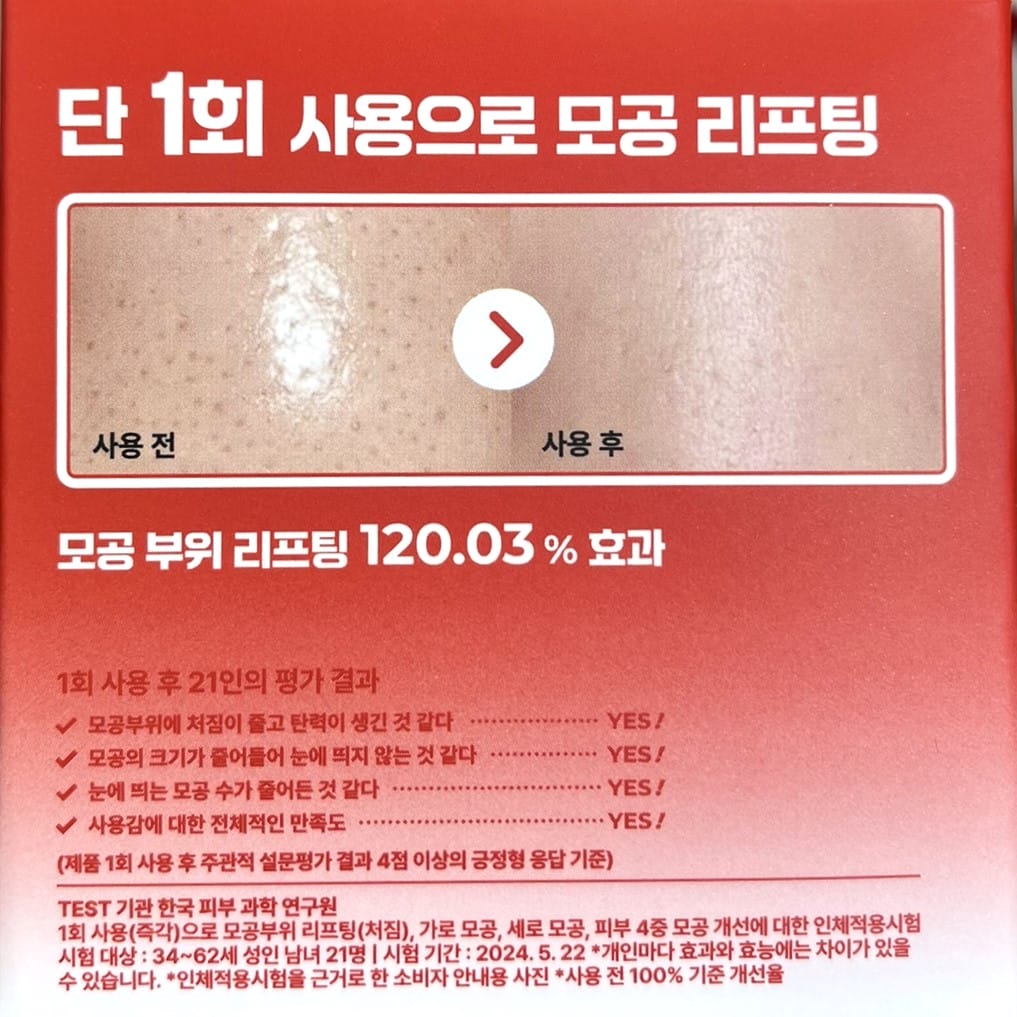 단 1회 사용으로 모공 리프팅
사용 전
사용 후
모공 부위 리프팅 120.03 % 효과
1회 사용 후 21인의 평가 결과
모공부위에 처짐이 줄고 탄력이 생긴 것 같다 ···················· YES!
모공의 크기가 줄어들어 눈에 띄지 않는 것 같다 ················ YES!
눈에 띄는 모공 수가 줄어든 것 같다 ································ YES!
사용감에 대한 전체적인 만족도 ····································· YES!
(제품 1회 사용 후 주관적 설문평가 결과 4점 이상의 긍정형 응답 기준)
TEST 기관 한국 피부 과학 연구원
1회 사용(즉각)으로 모공부위 리프팅(처짐), 가로 모공, 세로 모공, 피부 4중 모공 개선에 대한 인체적용시험
시험 대상 : 34~62세 성인 남녀 21명 | 시험 기간 : 2024. 5. 22 *개인마다 효과와 효능에는 차이가 있을
수 있습니다. *인체적용시험을 근거로 한 소비자 안내용 사진 *사용 전 100% 기준 개선율